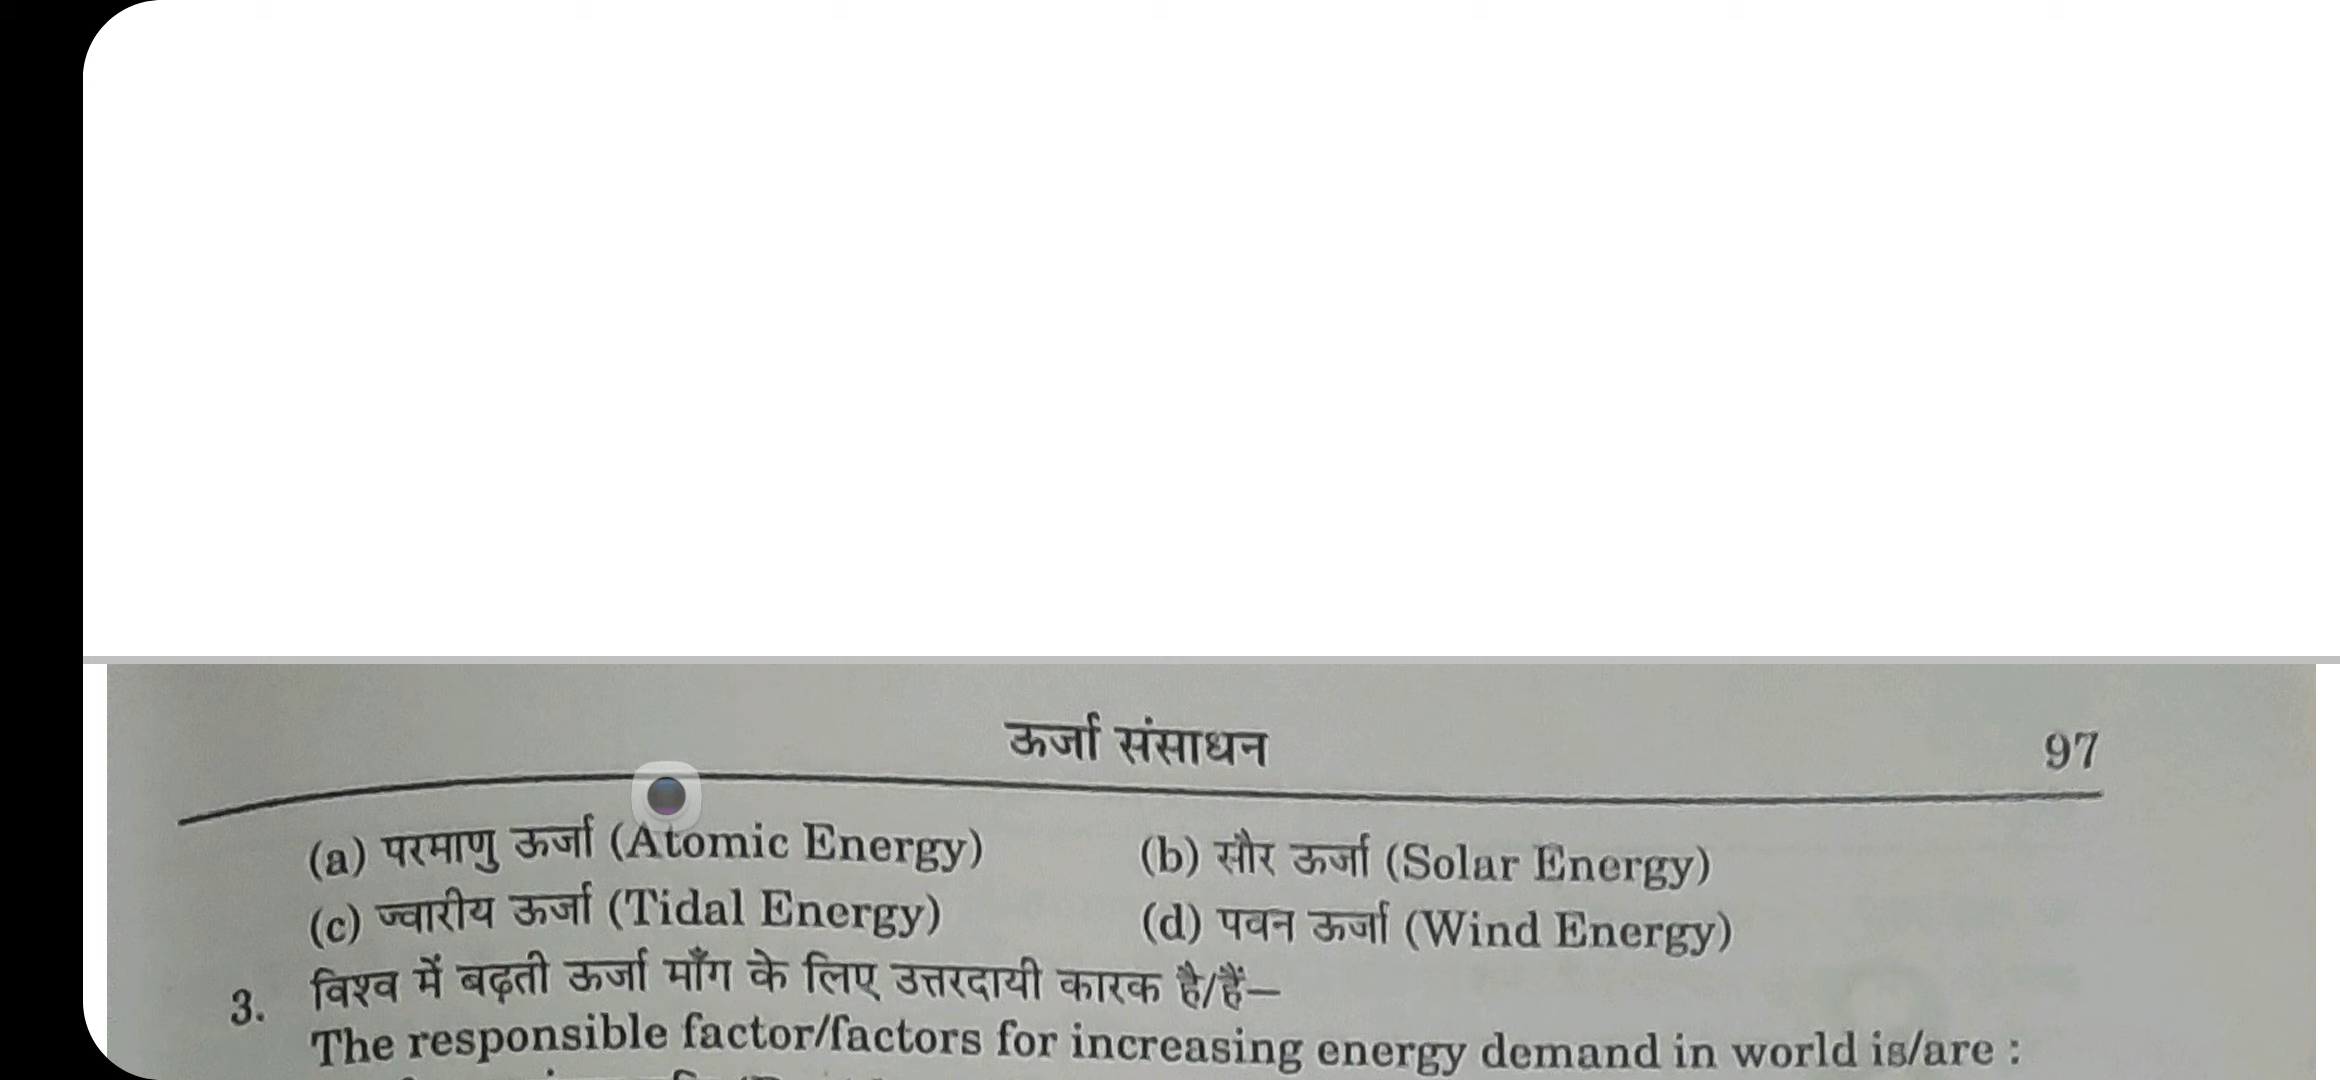 ऊर्जा संसाधन 97
(a) परमाणु ऊर्जा (Atomic Energy) (b) सौर ऊर्जा (Solar Energy)
(c) ज्वारीय ऊर्जा (Tidal Energy) (d) पवन ऊर्जा (Wind Energy)
3. विश्व में बढ़ती ऊर्जा माँग के लिए उत्तरदायी कारक है/हैं—
The responsible factor/factors for increasing energy demand in world is/are :